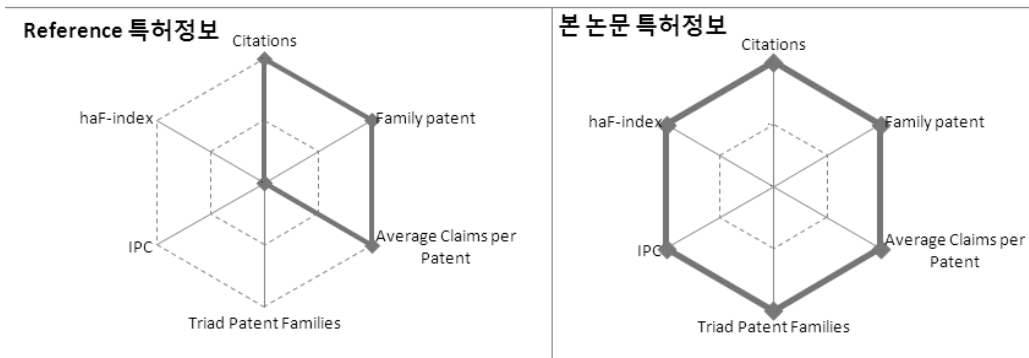 Reference 특허정보
Citations
haF-index
Family patent
IPC
Average Claims per
Patent
Triad Patent Families
본 논문 특허정보
Citations
haF-index
Family patent
IPC
Average Claims per
Patent
Triad Patent Families